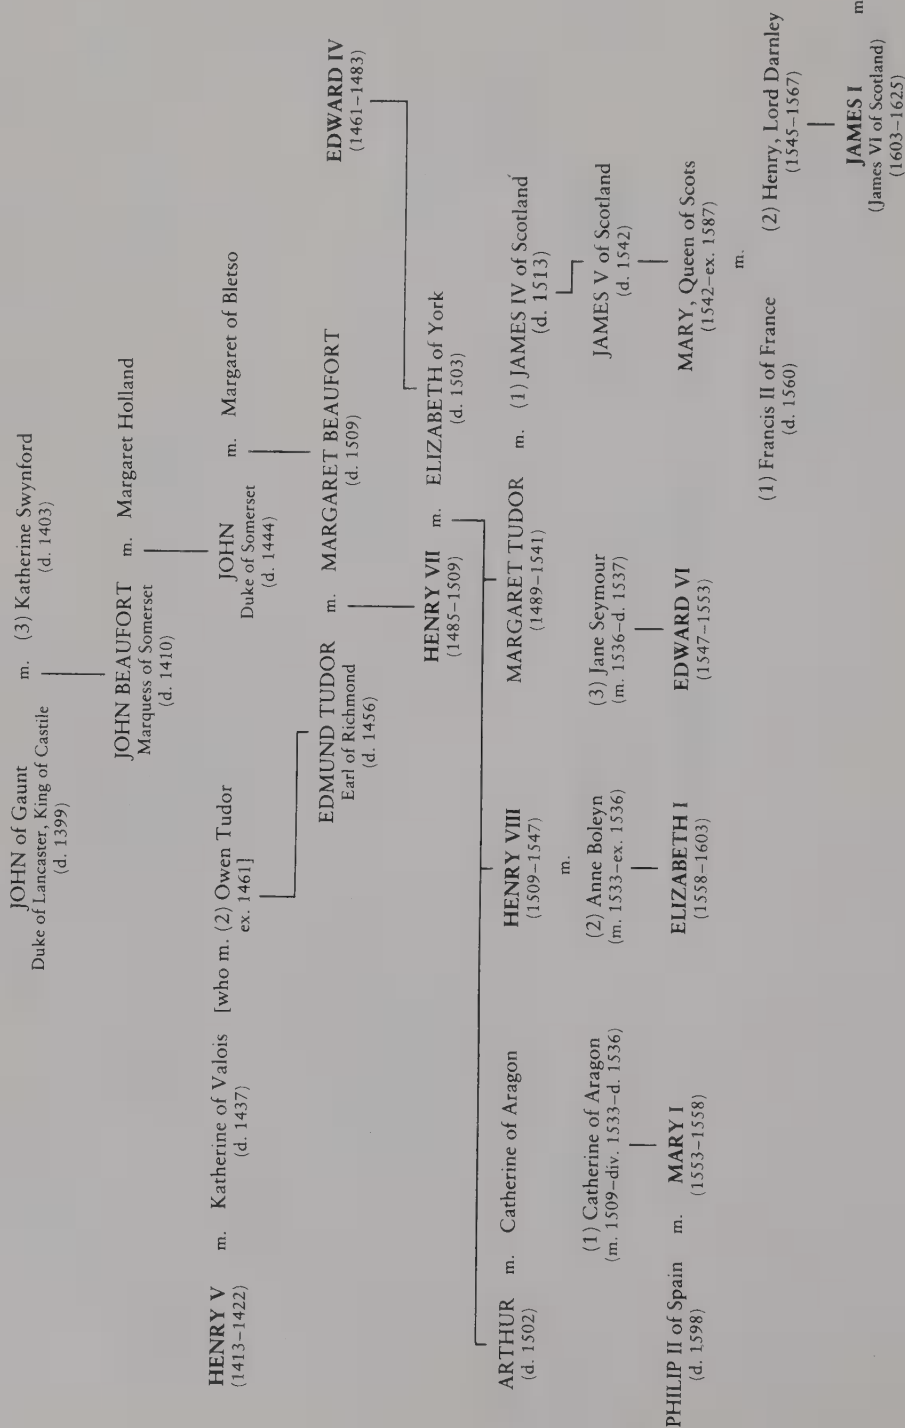 JOHN of Gaunt
Duke of Lancaster, King of Castile
(d. 1399)
m.
(3) Katherine Swynford
(d. 1403)
JOHN BEAUFORT
Marquess of Somerset
(d. 1410)
m.
Margaret Holland
HENRY V
(1413–1422)
m.
Katherine of Valois
(d. 1437)
[who m. (2) Owen Tudor
ex. 1461]
JOHN
Duke of Somerset
(d. 1444)
m.
Margaret of Bletso
EDMUND TUDOR
Earl of Richmond
(d. 1456)
m.
MARGARET BEAUFORT
(d. 1509)
EDWARD IV
(1461–1483)
HENRY VII
(1485–1509)
m.
ELIZABETH of York
(d. 1503)
ARTHUR
(d. 1502)
m.
Catherine of Aragon
HENRY VIII
(1509–1547)
m.
MARGARET TUDOR
(1489–1541)
m.
(1) JAMES IV of Scotland
(d. 1513)
(1) Catherine of Aragon
(m. 1509–div. 1533–d. 1536)
(2) Anne Boleyn
(m. 1533–ex. 1536)
(3) Jane Seymour
(m. 1536–d. 1537)
JAMES V of Scotland
(d. 1542)
PHILIP II of Spain
(d. 1598)
m.
MARY I
(1553–1558)
ELIZABETH I
(1558–1603)
EDWARD VI
(1547–1553)
MARY, Queen of Scots
(1542–ex. 1587)
m.
(1) Francis II of France
(d. 1560)
(2) Henry, Lord Darnley
(1545–1567)
JAMES I
(James VI of Scotland)
(1603–1625)
m